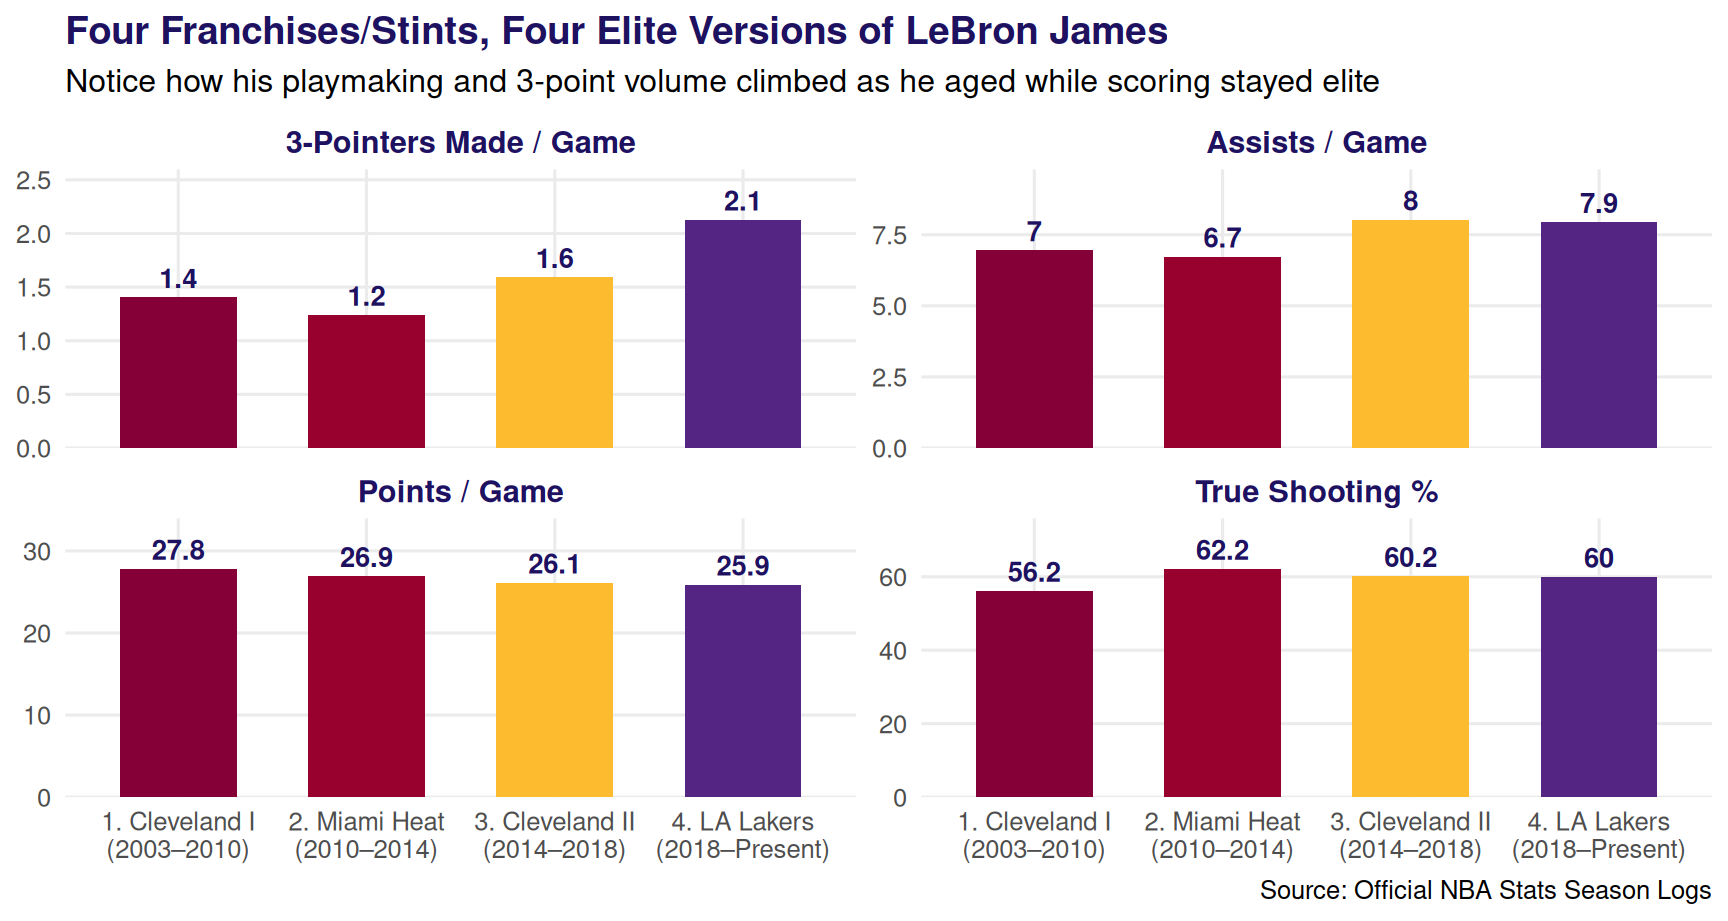 Four Franchises/Stints, Four Elite Versions of LeBron James
Notice how his playmaking and 3-point volume climbed as he aged while scoring stayed elite
3-Pointers Made / Game
2.5
2.0
1.5
1.0
0.5
0.0
1.4
1.2
1.6
2.1
Assists / Game
7.5
5.0
2.5
0.0
7
6.7
8
7.9
Points / Game
30
20
10
0
27.8
26.9
26.1
25.9
1. Cleveland I
(2003–2010)
2. Miami Heat
(2010–2014)
3. Cleveland II
(2014–2018)
4. LA Lakers
(2018–Present)
True Shooting %
60
40
20
0
56.2
62.2
60.2
60
1. Cleveland I
(2003–2010)
2. Miami Heat
(2010–2014)
3. Cleveland II
(2014–2018)
4. LA Lakers
(2018–Present)
Source: Official NBA Stats Season Logs